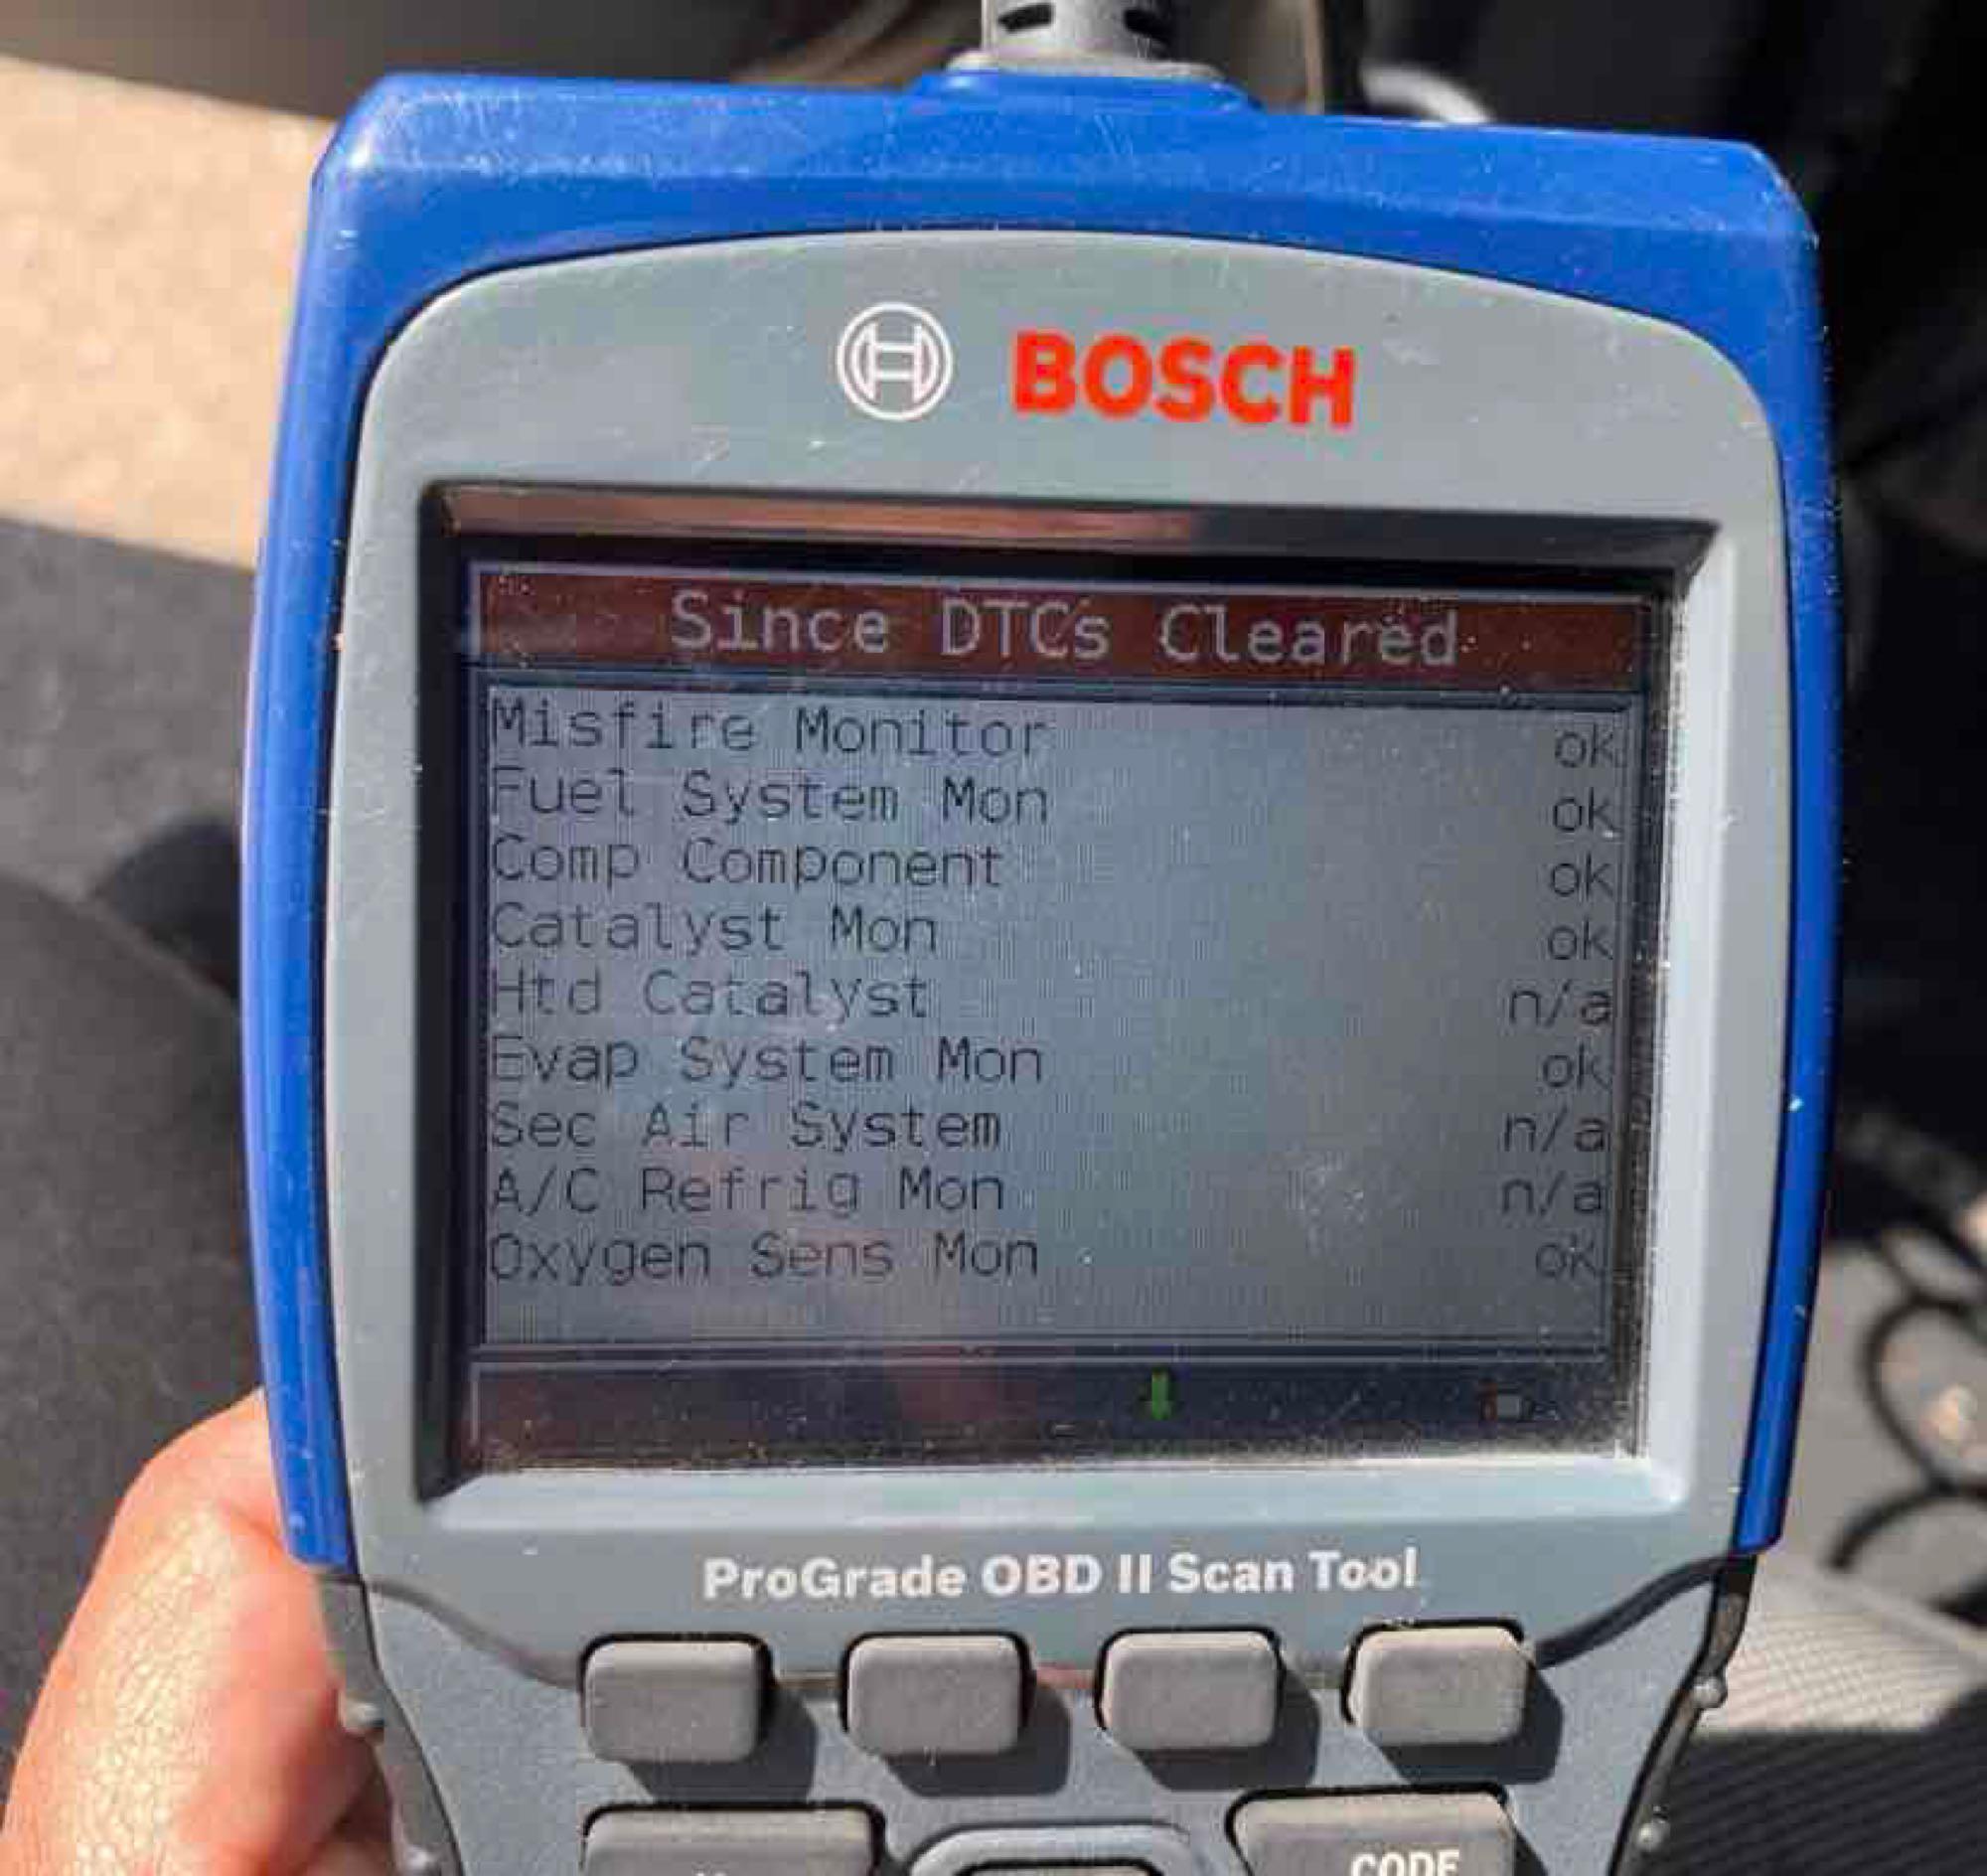 BOSCH
Since DTCs Cleared
Misfire Monitor ok
Fuel System Mon ok
Comp Component ok
Catalyst Mon ok
Htd Catalyst n/a
Evap System Mon ok
Sec Air System n/a
A/C Refrig Mon n/a
Oxygen Sens Mon ok
ProGrade OBD II Scan Tool
CODE